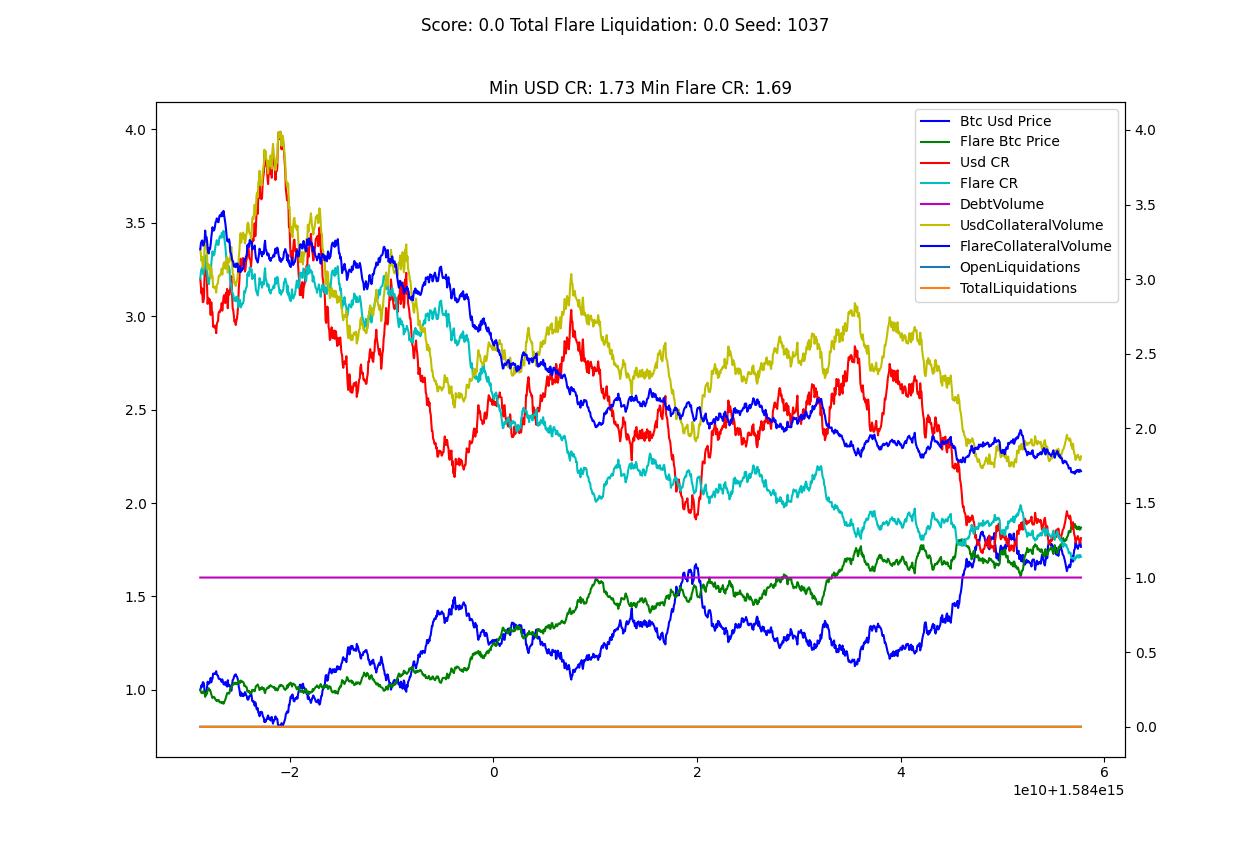 Score: 0.0 Total Flare Liquidation: 0.0 Seed: 1037
Min USD CR: 1.73 Min Flare CR: 1.69
Btc Usd Price
Flare Btc Price
Usd CR
Flare CR
DebtVolume
UsdCollateralVolume
FlareCollateralVolume
OpenLiquidations
TotalLiquidations
4.0
3.5
3.0
2.5
2.0
1.5
1.0
4.0
3.5
3.0
2.5
2.0
1.5
1.0
0.5
0.0
−2 0 2 4 6
1e10+1.584e15